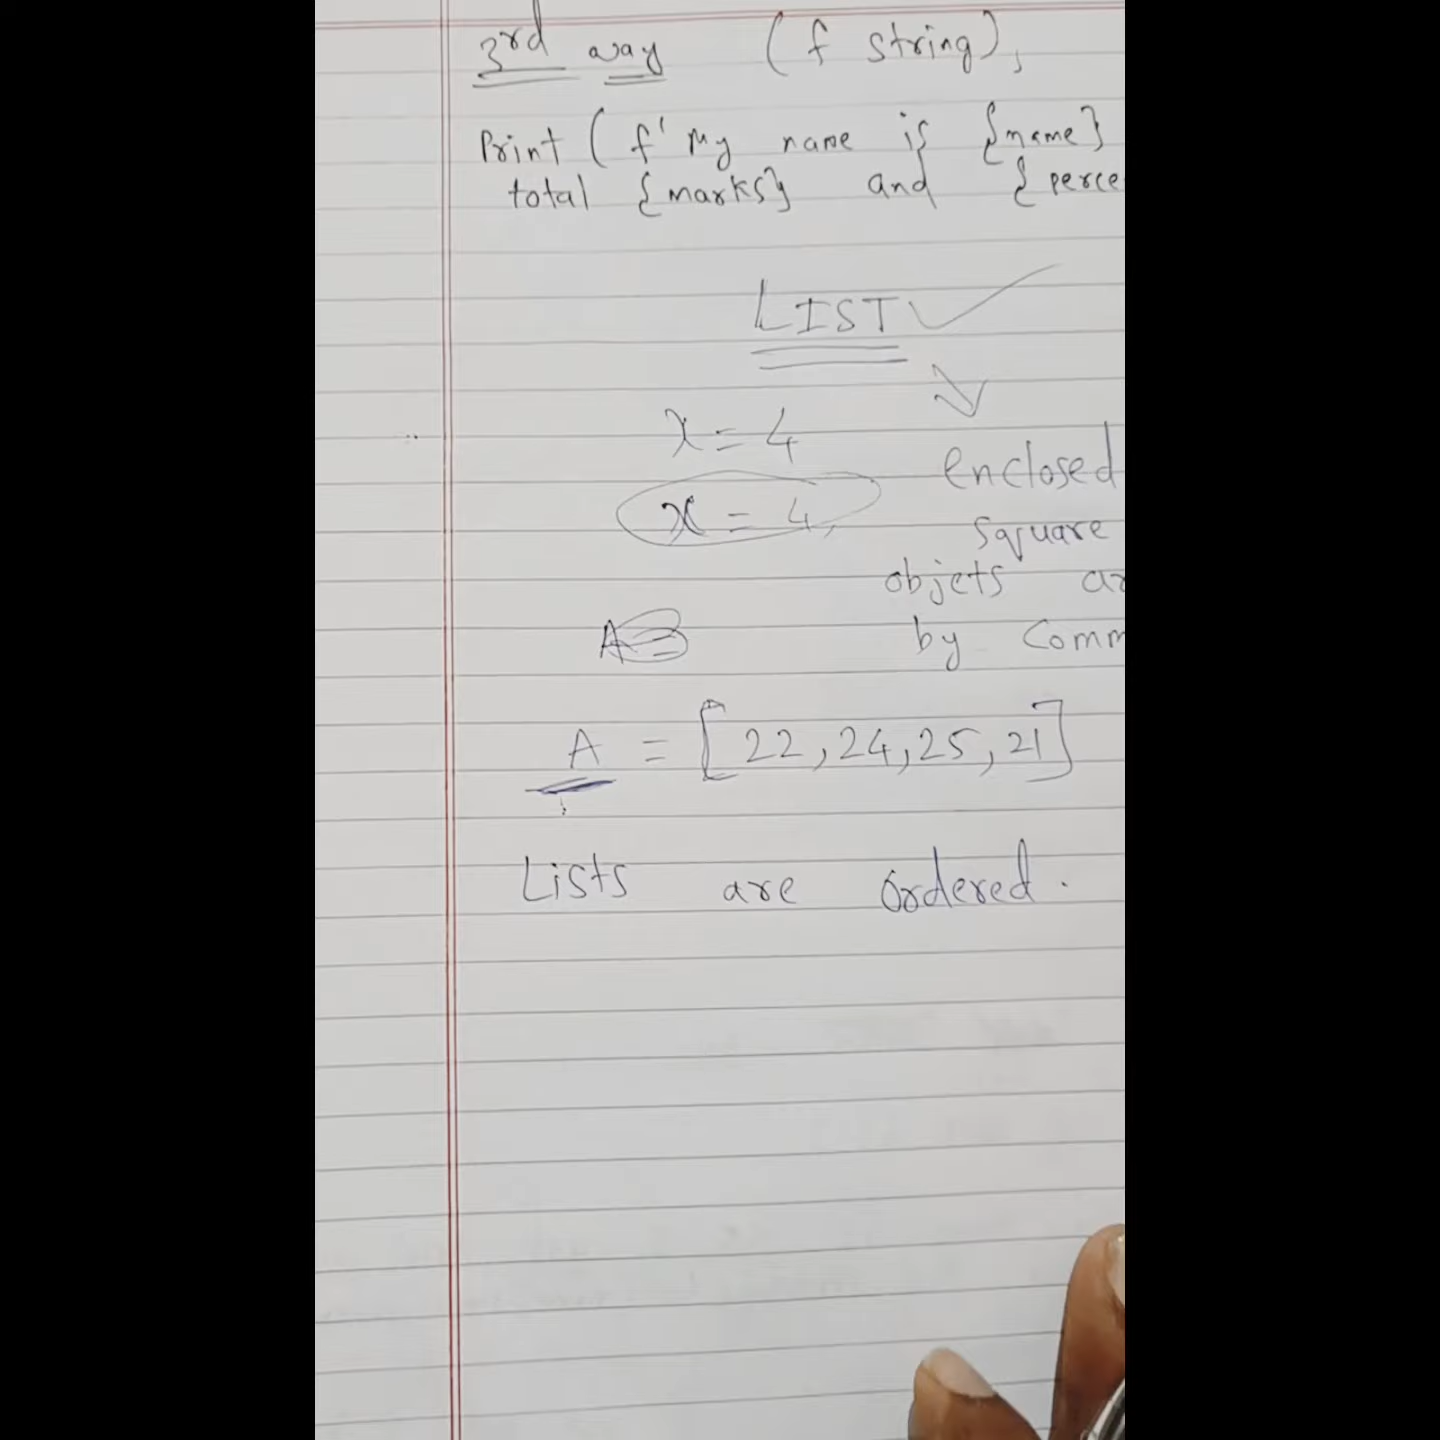 3rd way (f string),
Print (f' My name is {name}
total {marks} and {perce
LIST
x = 4
enclosed
x = 4,
square
objets ar
A =
by Comm
A = [22, 24, 25, 21]
Lists are ordered.